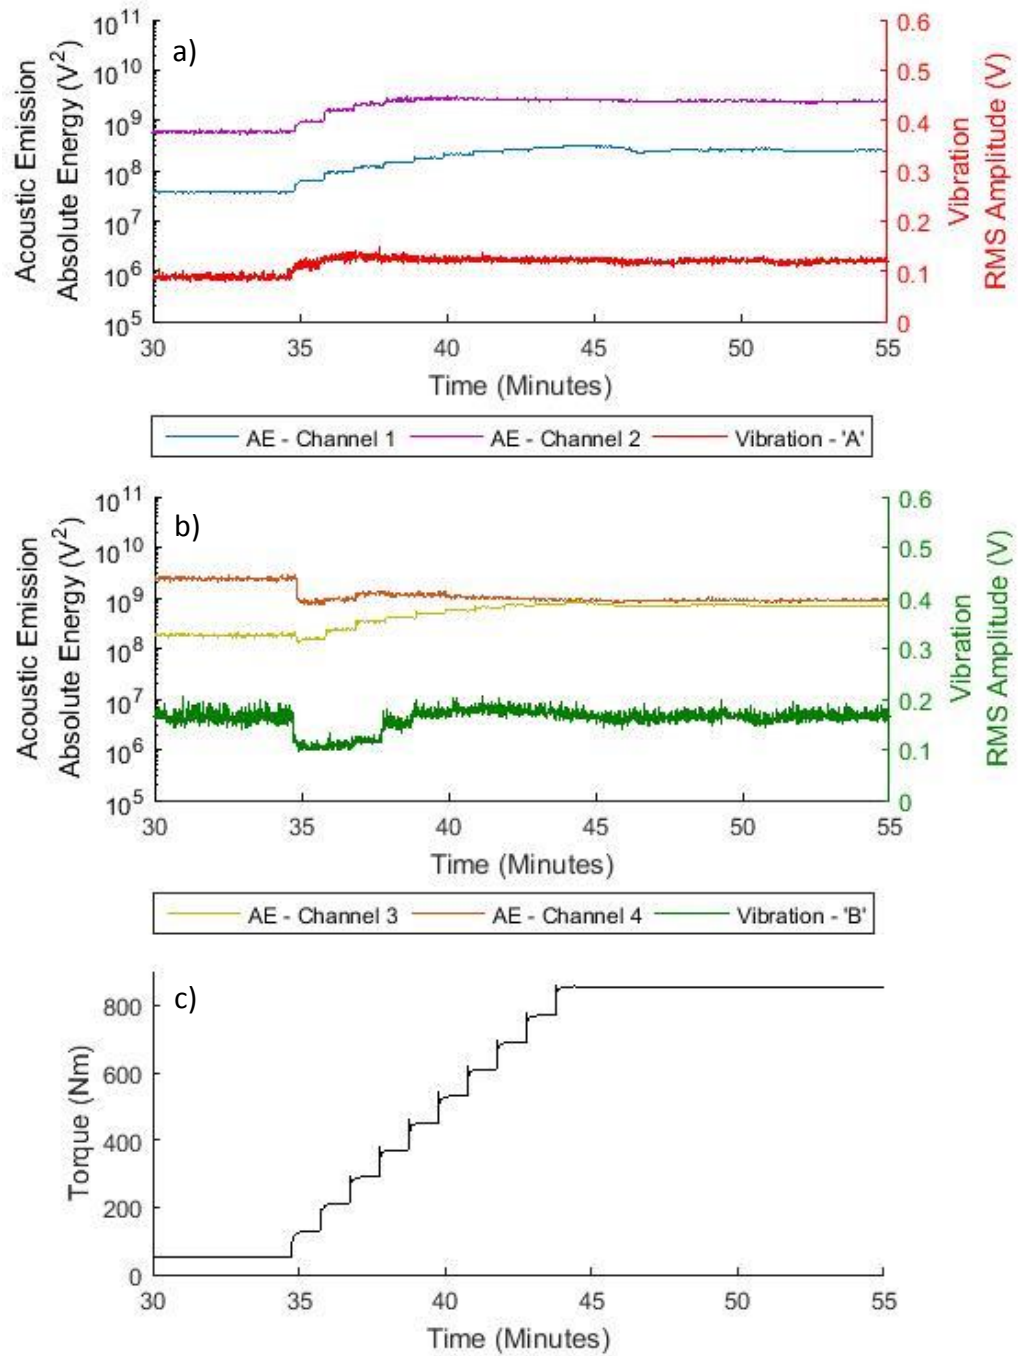 a)
Acoustic Emission
Absolute Energy (V²)
10¹¹
10¹⁰
10⁹
10⁸
10⁷
10⁶
10⁵
0.6
0.5
0.4
0.3
0.2
0.1
0
Vibration
RMS Amplitude (V)
30 35 40 45 50 55
Time (Minutes)
AE - Channel 1 AE - Channel 2 Vibration - 'A'
b)
Acoustic Emission
Absolute Energy (V²)
10¹¹
10¹⁰
10⁹
10⁸
10⁷
10⁶
10⁵
0.6
0.5
0.4
0.3
0.2
0.1
0
Vibration
RMS Amplitude (V)
30 35 40 45 50 55
Time (Minutes)
AE - Channel 3 AE - Channel 4 Vibration - 'B'
c)
Torque (Nm)
800
600
400
200
0
30 35 40 45 50 55
Time (Minutes)